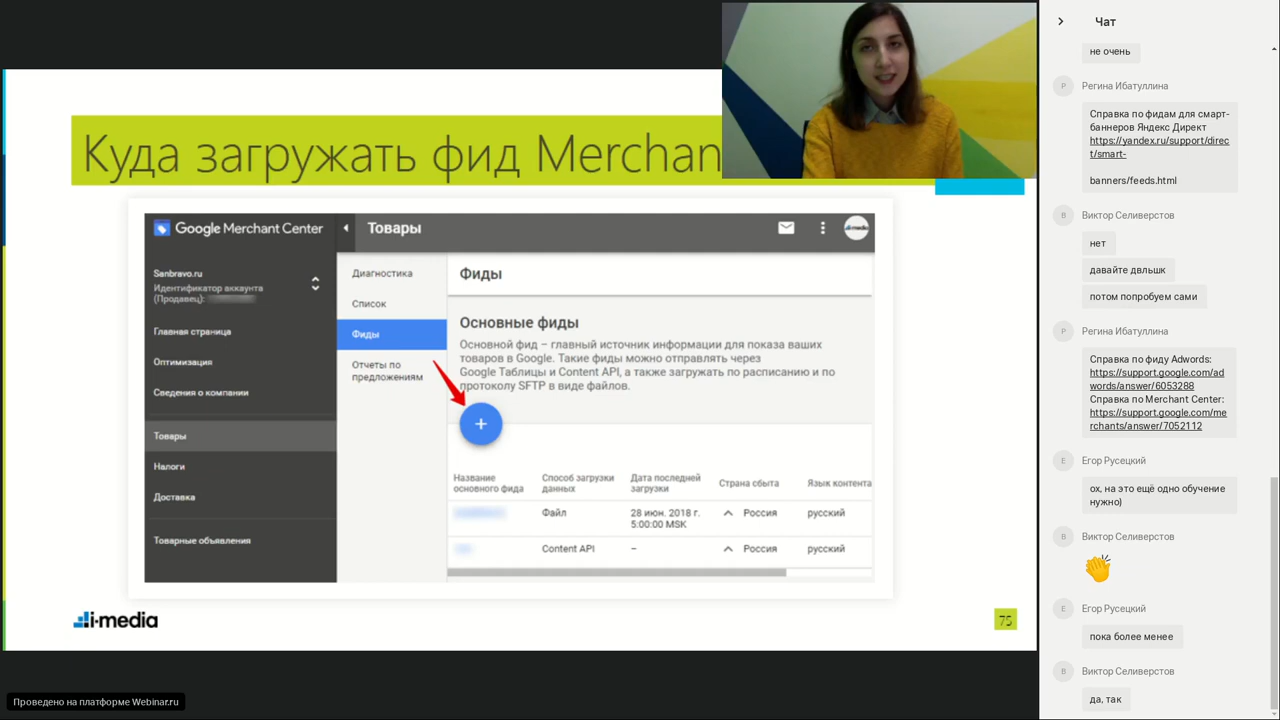 Куда загружать фид Merchan
Google Merchant Center
Товары
i-media
Sanbravo.ru
Идентификатор аккаунта
(Продавец):
Главная страница
Оптимизация
Сведения о компании
Товары
Налоги
Доставка
Товарные объявления
Диагностика
Список
Фиды
Отчеты по
предложениям
Фиды
Основные фиды
Основной фид – главный источник информации для показа ваших
товаров в Google. Такие фиды можно отправлять через
Google Таблицы и Content API, а также загружать по расписанию и по
протоколу SFTP в виде файлов.
+
Название
основного фида
Способ загрузки
данных
Дата последней
загрузки
Страна сбыта
Язык контента
Файл
28 июн. 2018 г.
5:00:00 MSK
Россия
русский
Content API
–
Россия
русский
i-media
75
Проведено на платформе Webinar.ru
Чат
не очень
Р
Регина Ибатуллина
Справка по фидам для смарт-
баннеров Яндекс Директ
https://yandex.ru/support/direc
t/smart-
banners/feeds.html
В
Виктор Селиверстов
нет
давайте двльшк
потом попробуем сами
Р
Регина Ибатуллина
Справка по фиду Adwords:
https://support.google.com/ad
words/answer/6053288
Справка по Merchant Center:
https://support.google.com/me
rchants/answer/7052112
Е
Егор Русецкий
ох, на это ещё одно обучение
нужно)
В
Виктор Селиверстов
Е
Егор Русецкий
пока более менее
В
Виктор Селиверстов
да, так